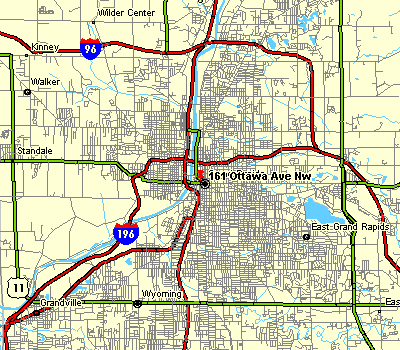 Wilder Center
Kinney
96
Walker
Standale
161 Ottawa Ave Nw
196
East Grand Rapids
11
Wyoming
Grandville
Eas